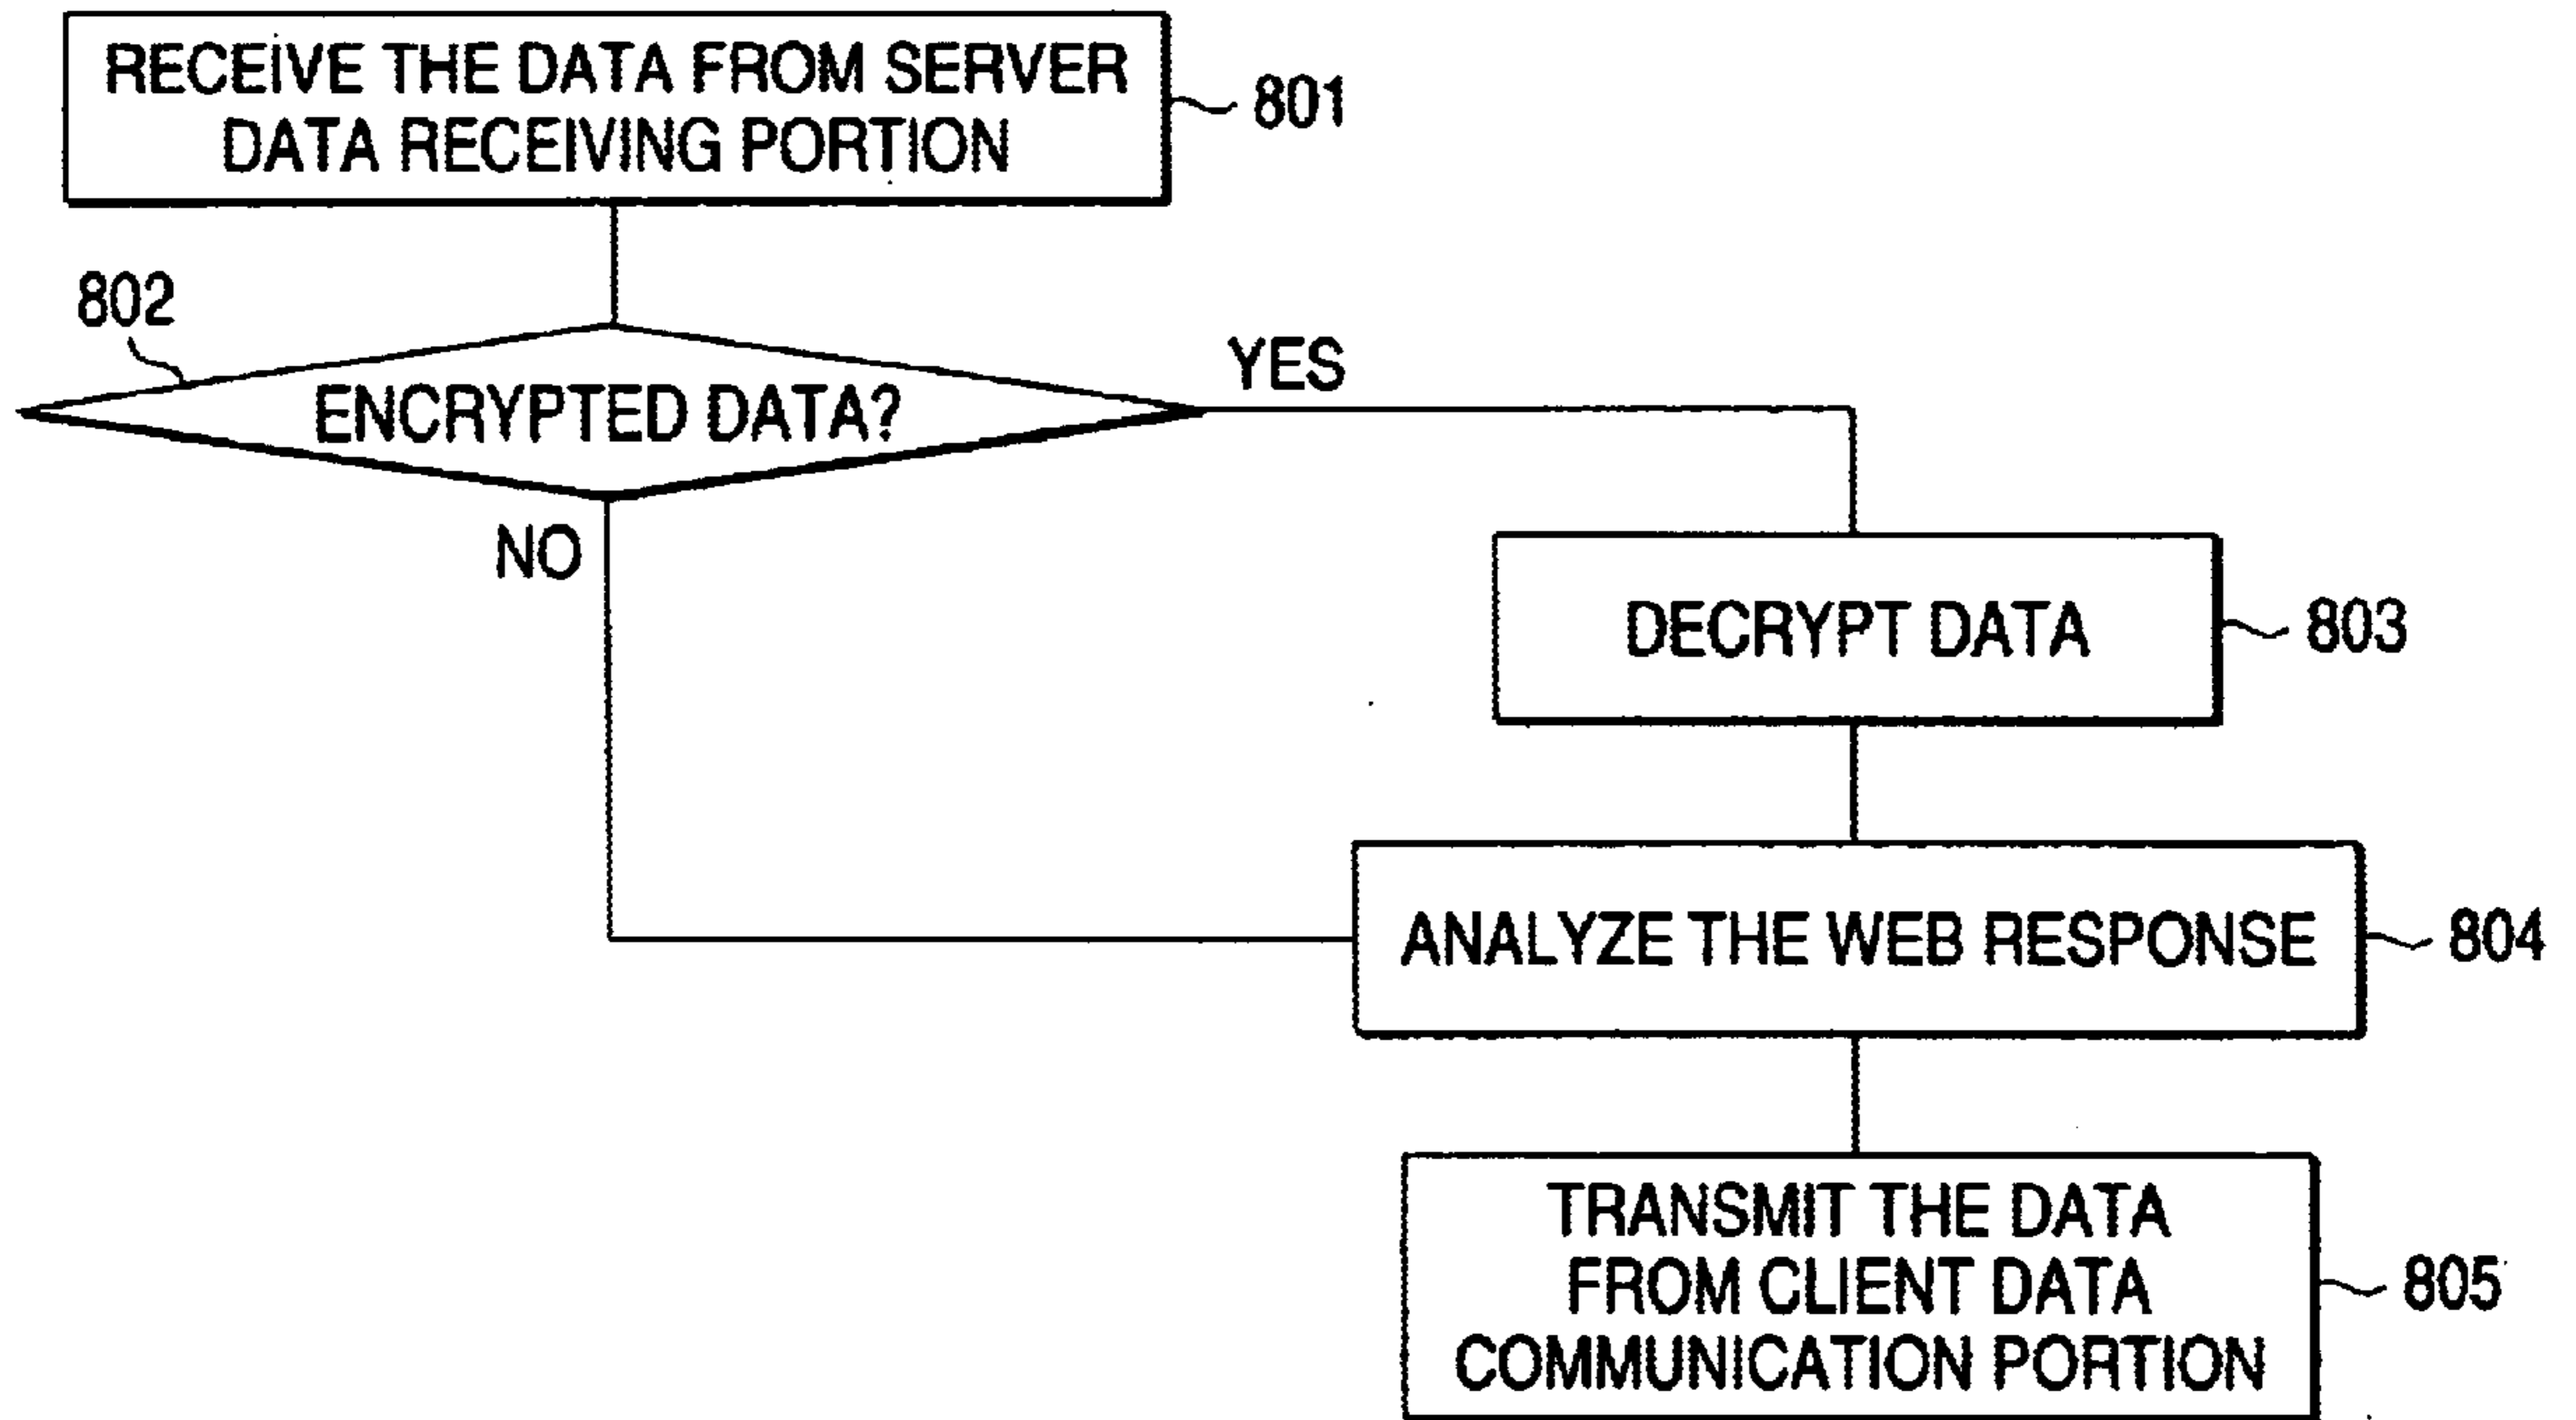 RECEIVE THE DATA FROM SERVER
DATA RECEIVING PORTION
801
802
ENCRYPTED DATA?
YES
NO
DECRYPT DATA
803
ANALYZE THE WEB RESPONSE
804
TRANSMIT THE DATA
FROM CLIENT DATA
COMMUNICATION PORTION
805